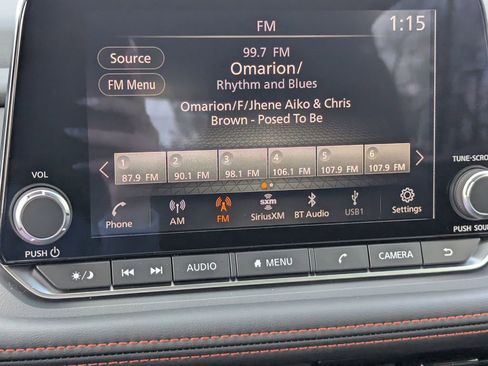 FM
1:15
Source
99.7 FM
Omarion/
FM Menu
Rhythm and Blues
Omarion/F/Jhene Aiko & Chris
Brown - Posed To Be
1 2 3 4 5 6
87.9 FM 90.1 FM 98.1 FM 106.1 FM 107.9 FM 107.9 FM
VOL
TUNE-SCROLL
Phone AM FM SiriusXM BT Audio USB1 Settings
sxm
PUSH
PUSH SOUND
AUDIO MENU CAMERA